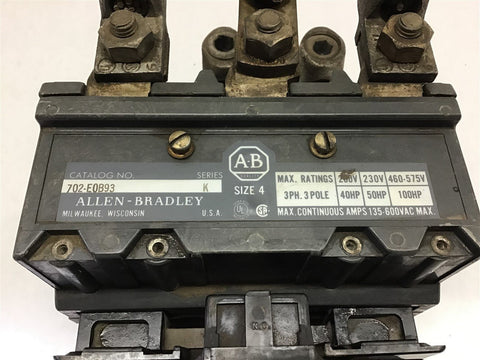 CATALOG NO. SERIES
702-EOB93 K
ALLEN-BRADLEY
MILWAUKEE, WISCONSIN U.S.A.
AB
SIZE 4
MAX. RATINGS 200V 230V 460-575V
3PH. 3 POLE 40HP 50HP 100HP
MAX. CONTINUOUS AMPS 135-600VAC MAX.
N.O.